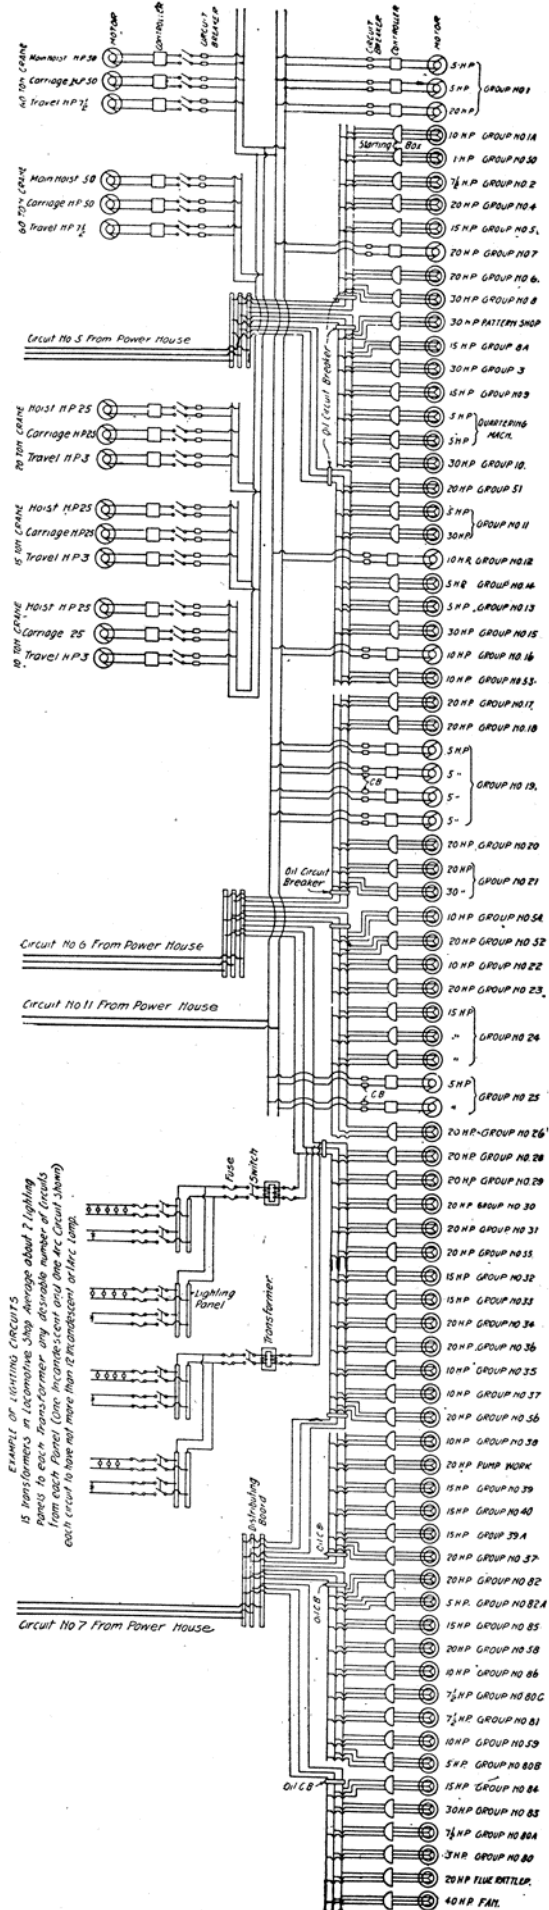 MOTOR
CONTROLLER
CIRCUIT
BREAKER
60 TON CRANE
Main Hoist HP 50
Carriage HP 50
Travel HP 7½
60 TON CRANE
Main Hoist 50
Carriage HP 50
Travel HP 7½
Circuit No 5 From Power House
20 TON CRANE
Hoist HP 25
Carriage HP 25
Travel HP 3
15 TON CRANE
Hoist HP 25
Carriage HP 25
Travel HP 3
10 TON CRANE
Hoist HP 25
Carriage 25
Travel HP 3
Circuit No 6 From Power House
Circuit No 11 From Power House
EXAMPLE OF LIGHTING CIRCUITS
15 Transformers in Locomotive Shop Average about 2 Lighting
Panels to each Transformer any desirable number of Circuits
from each Panel (One Incandescent and One Arc Circuit Shown)
each circuit to have not more than 12 Incandescent or 1 Arc Lamp.
Fuse
Switch
Lighting
Panel
Transformer
Distributing
Board
Circuit No 7 From Power House
CIRCUIT
BREAKER
CONTROLLER
MOTOR
5 HP
5 HP
20 HP
GROUP NO 1
10 HP GROUP NO 1A
Starting Box
1 HP GROUP NO 50
7½ HP GROUP NO 2
20 HP GROUP NO 4
15 HP GROUP NO 5
20 HP GROUP NO 7
20 HP GROUP NO 6
30 HP GROUP NO 8
30 HP PATTERN SHOP
15 HP GROUP 8A
30 HP GROUP 3
15 HP GROUP NO 9
Oil Circuit Breaker
5 HP
5 HP
QUARTERING
MACH.
30 HP GROUP 10
20 HP GROUP 51
5 HP
30 HP
GROUP NO 11
10 HP GROUP NO 12
5 HP GROUP NO 14
5 HP GROUP NO 13
30 HP GROUP NO 15
10 HP GROUP NO 16
10 HP GROUP NO 53
20 HP GROUP NO 17
20 HP GROUP NO 18
5 HP
5 "
5 "
5 "
GROUP NO 19.
CB
20 HP GROUP NO 20
Oil Circuit
Breaker
20 HP
30 "
GROUP NO 21
10 HP GROUP NO 54
20 HP GROUP NO 52
10 HP GROUP NO 22
20 HP GROUP NO 23
15 HP
"
"
GROUP NO 24
5 HP
"
GROUP NO 25
CB
20 HP GROUP NO 26
20 HP GROUP NO 28
20 HP GROUP NO 29
20 HP GROUP NO 30
20 HP GROUP NO 31
20 HP GROUP NO 55
15 HP GROUP NO 32
15 HP GROUP NO 33
20 HP GROUP NO 34
20 HP GROUP NO 36
10 HP GROUP NO 35
10 HP GROUP NO 37
20 HP GROUP NO 56
10 HP GROUP NO 38
20 HP PUMP WORK
15 HP GROUP NO 39
15 HP GROUP NO 40
15 HP GROUP 39A
Oil CB
20 HP GROUP NO 57
20 HP GROUP NO 82
Oil CB
5 HP GROUP NO 82A
15 HP GROUP NO 85
20 HP GROUP NO 58
10 HP GROUP NO 86
7½ HP GROUP NO 80C
7½ HP GROUP NO 81
10 HP GROUP NO 59
5 HP GROUP NO 80B
Oil CB
15 HP GROUP NO 84
30 HP GROUP NO 83
7½ HP GROUP NO 80A
3 HP GROUP NO 80
20 HP FLUE RATTLER.
40 HP FAN.